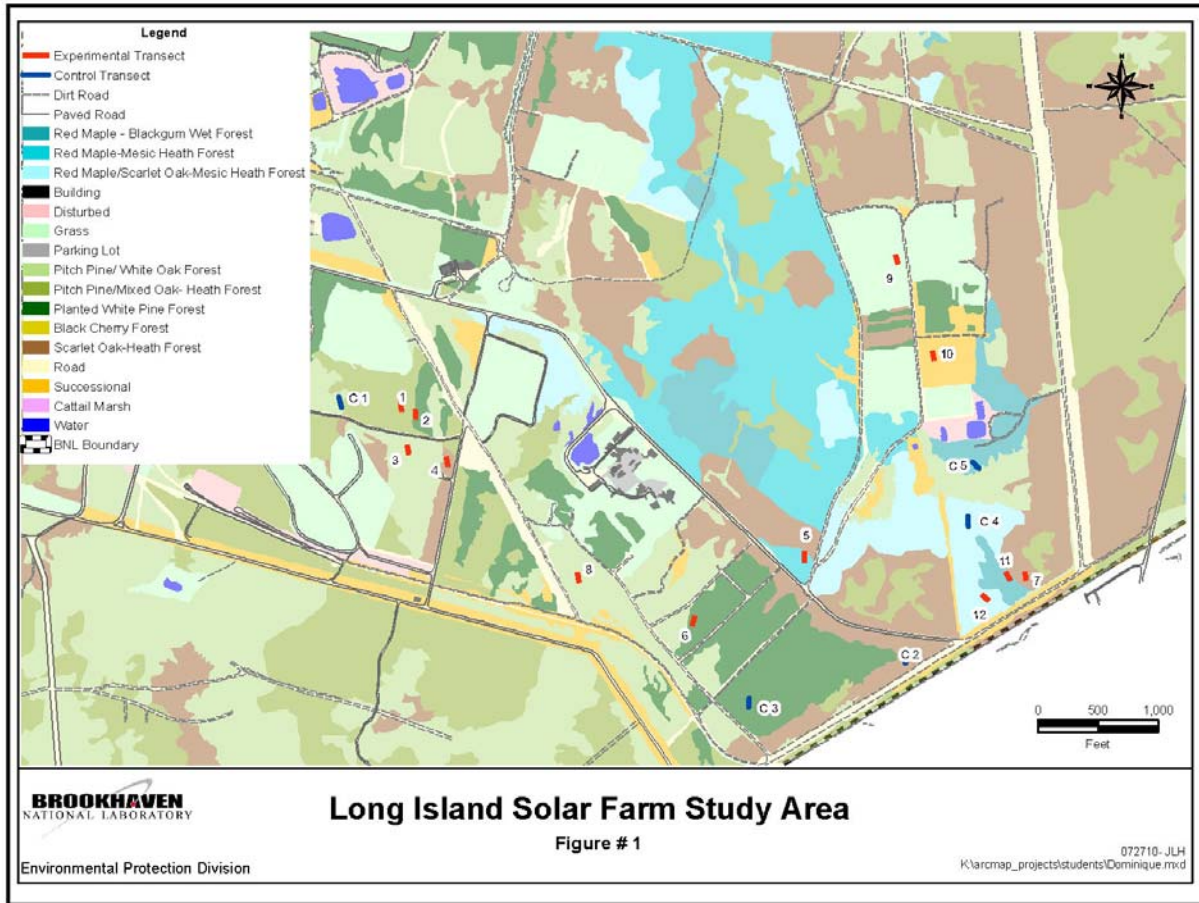 Legend
Experimental Transect
Control Transect
Dirt Road
Paved Road
Red Maple - Blackgum Wet Forest
Red Maple-Mesic Heath Forest
Red Maple/Scarlet Oak-Mesic Heath Forest
Building
Disturbed
Grass
Parking Lot
Pitch Pine/ White Oak Forest
Pitch Pine/Mixed Oak- Heath Forest
Planted White Pine Forest
Black Cherry Forest
Scarlet Oak-Heath Forest
Road
Successional
Cattail Marsh
Water
BNL Boundary
N
E
S
W
9
10
C 1
1
2
3
4
C 5
C 4
5
8
11
7
12
6
C 2
C 3
0 500 1,000
Feet
BROOKHAVEN
NATIONAL LABORATORY
Environmental Protection Division
Long Island Solar Farm Study Area
Figure # 1
072710- JLH
K:\arcmap_projects\students\Dominique.mxd